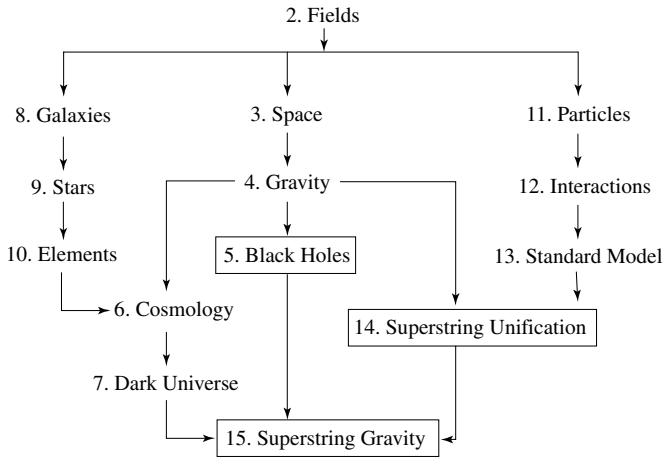 2. Fields
8. Galaxies
3. Space
11. Particles
9. Stars
4. Gravity
12. Interactions
10. Elements
5. Black Holes
13. Standard Model
6. Cosmology
14. Superstring Unification
7. Dark Universe
15. Superstring Gravity